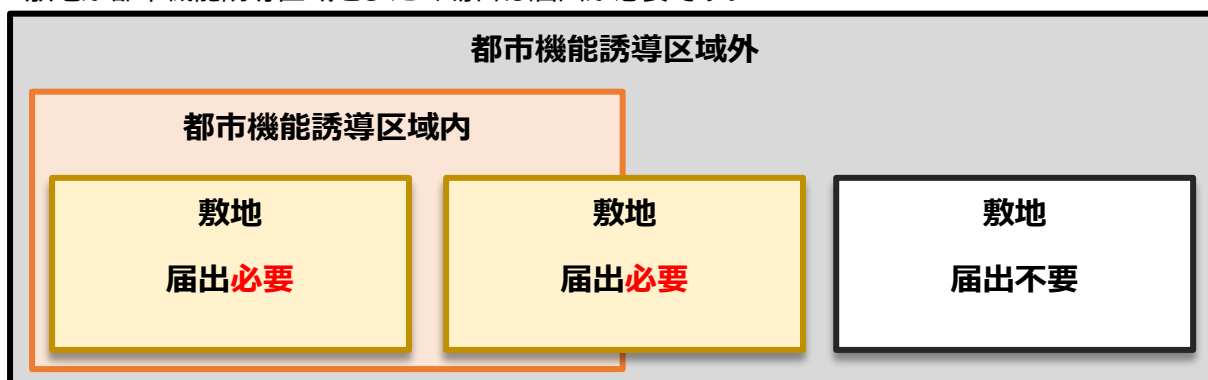 都市機能誘導区域外
都市機能誘導区域内
敷地
届出必要
敷地
届出必要
敷地
届出不要